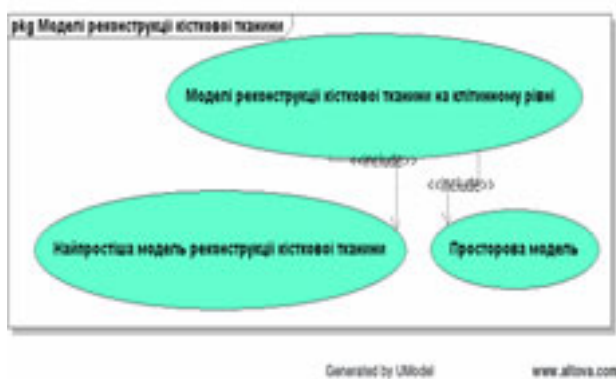 pkg Моделі реконструкції кісткової тканини
Моделі реконструкції кісткової тканини на клітинному рівні
<<include>>
<<include>>
Найпростіша модель реконструкції кісткової тканини
Просторова модель
Generated by UModel
www.altova.com